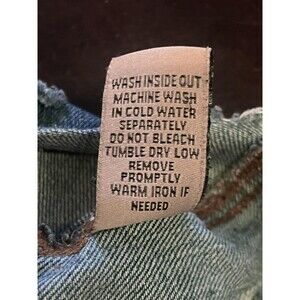 WASH INSIDE OUT
MACHINE WASH
IN COLD WATER
SEPARATELY
DO NOT BLEACH
TUMBLE DRY LOW
REMOVE
PROMPTLY
WARM IRON IF
NEEDED